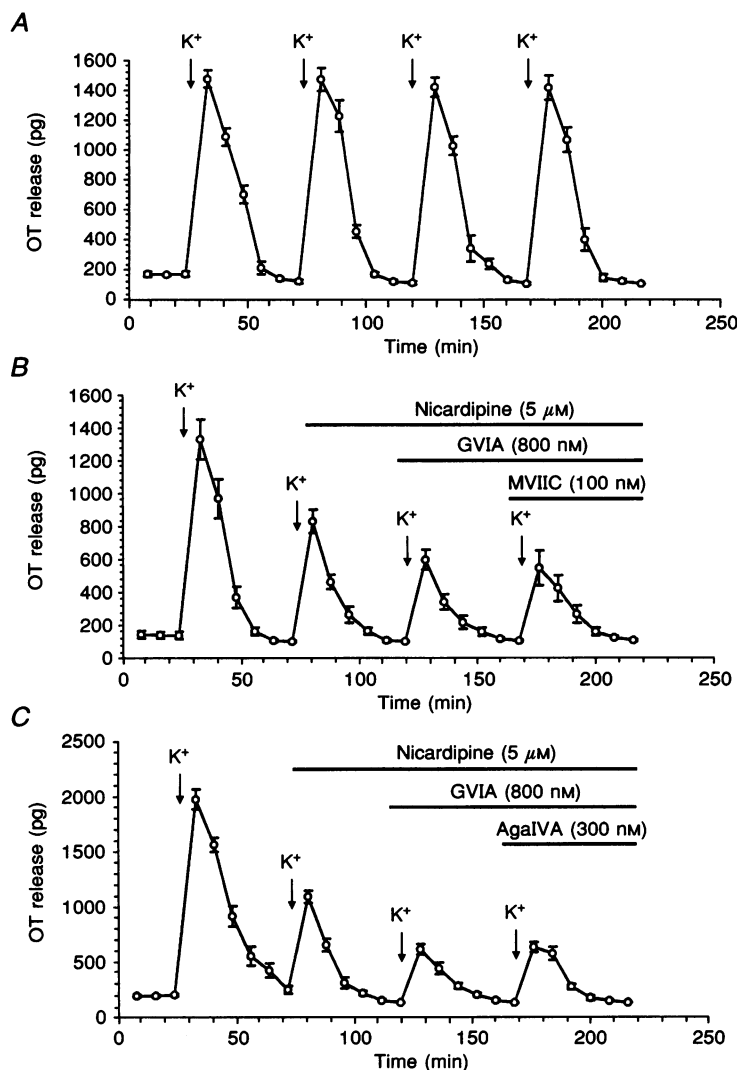 A
K+ K+ K+ K+
1600
1400
1200
1000
800
600
400
200
0
OT release (pg)
0 50 100 150 200 250
Time (min)
B
K+
Nicardipine (5 μM)
GVIA (800 nM)
MVIIC (100 nM)
K+
K+ K+
1600
1400
1200
1000
800
600
400
200
0
OT release (pg)
0 50 100 150 200 250
Time (min)
C
K+
Nicardipine (5 μM)
GVIA (800 nM)
AgaIVA (300 nM)
K+
K+ K+
2500
2000
1500
1000
500
0
OT release (pg)
0 50 100 150 200 250
Time (min)